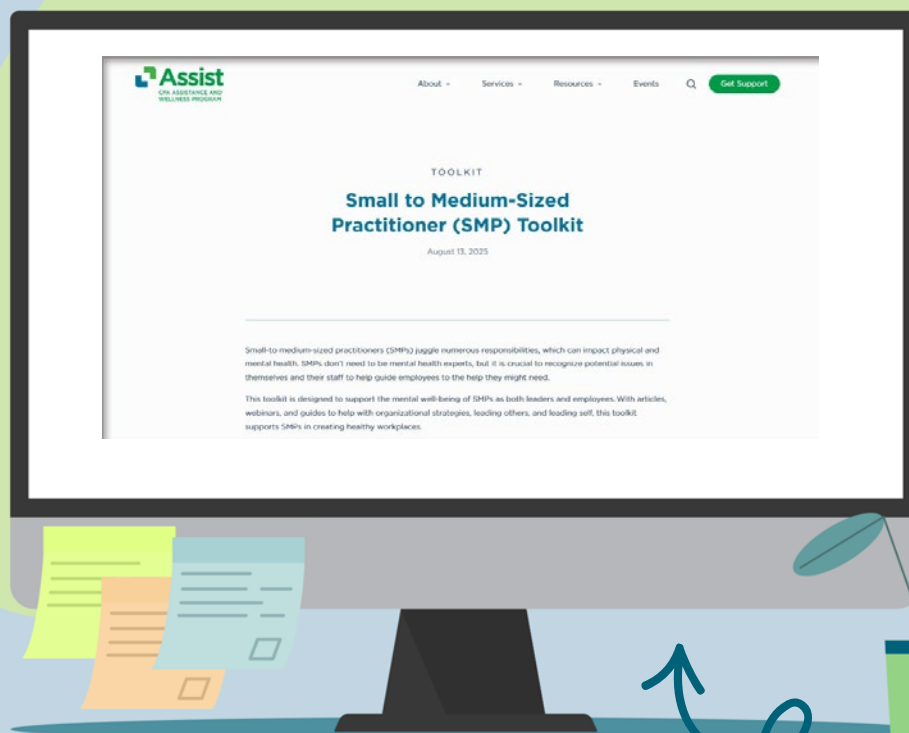 Assist
CPA ASSISTANCE AND
WELLNESS PROGRAM
About
Services
Resources
Events
Get Support
TOOLKIT
Small to Medium-Sized
Practitioner (SMP) Toolkit
August 13, 2025
Small-to-medium-sized practitioners (SMPs) juggle numerous responsibilities, which can impact physical and
mental health. SMPs don't need to be mental health experts, but it is crucial to recognize potential issues in
themselves and their staff to help guide employees to the help they might need.
This toolkit is designed to support the mental well-being of SMPs as both leaders and employees. With articles,
webinars, and guides to help with organizational strategies, leading others, and leading self, this toolkit
supports SMPs in creating healthy workplaces.